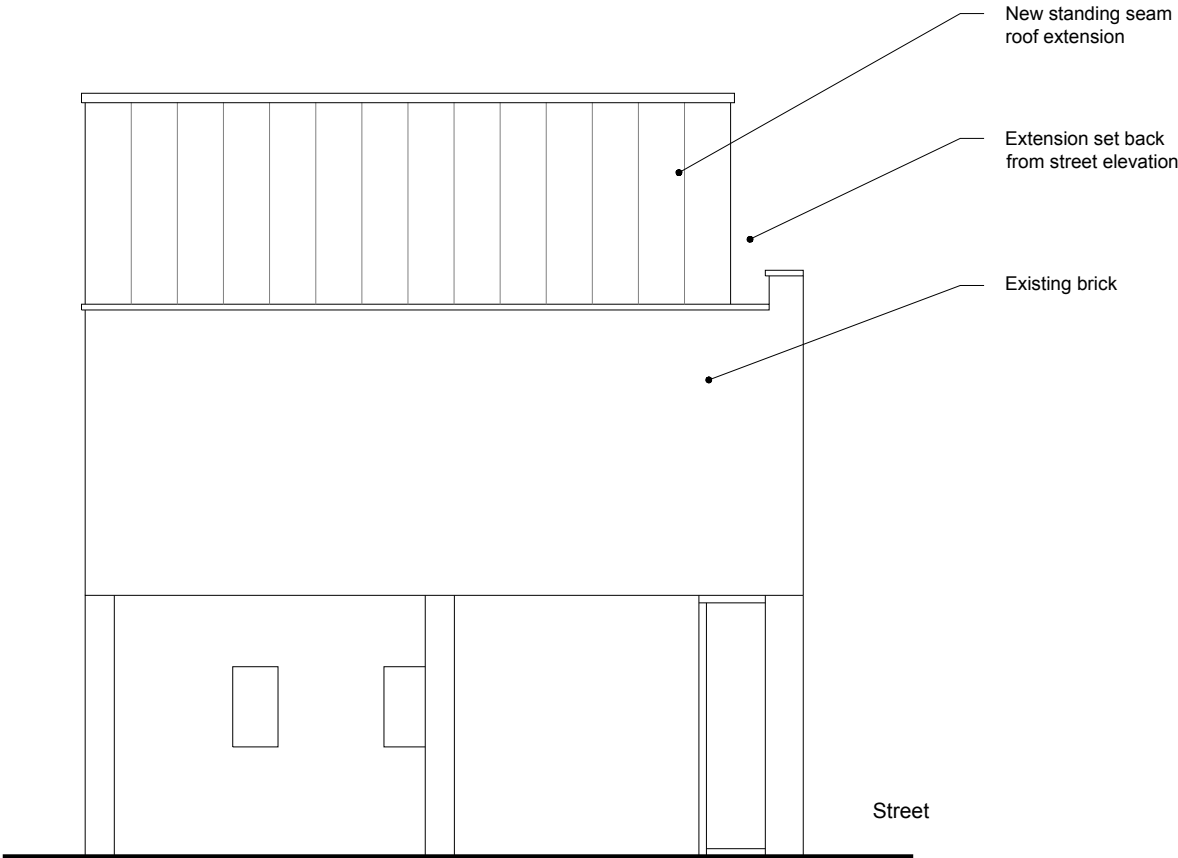 New standing seam
roof extension
Extension set back
from street elevation
Existing brick
Street